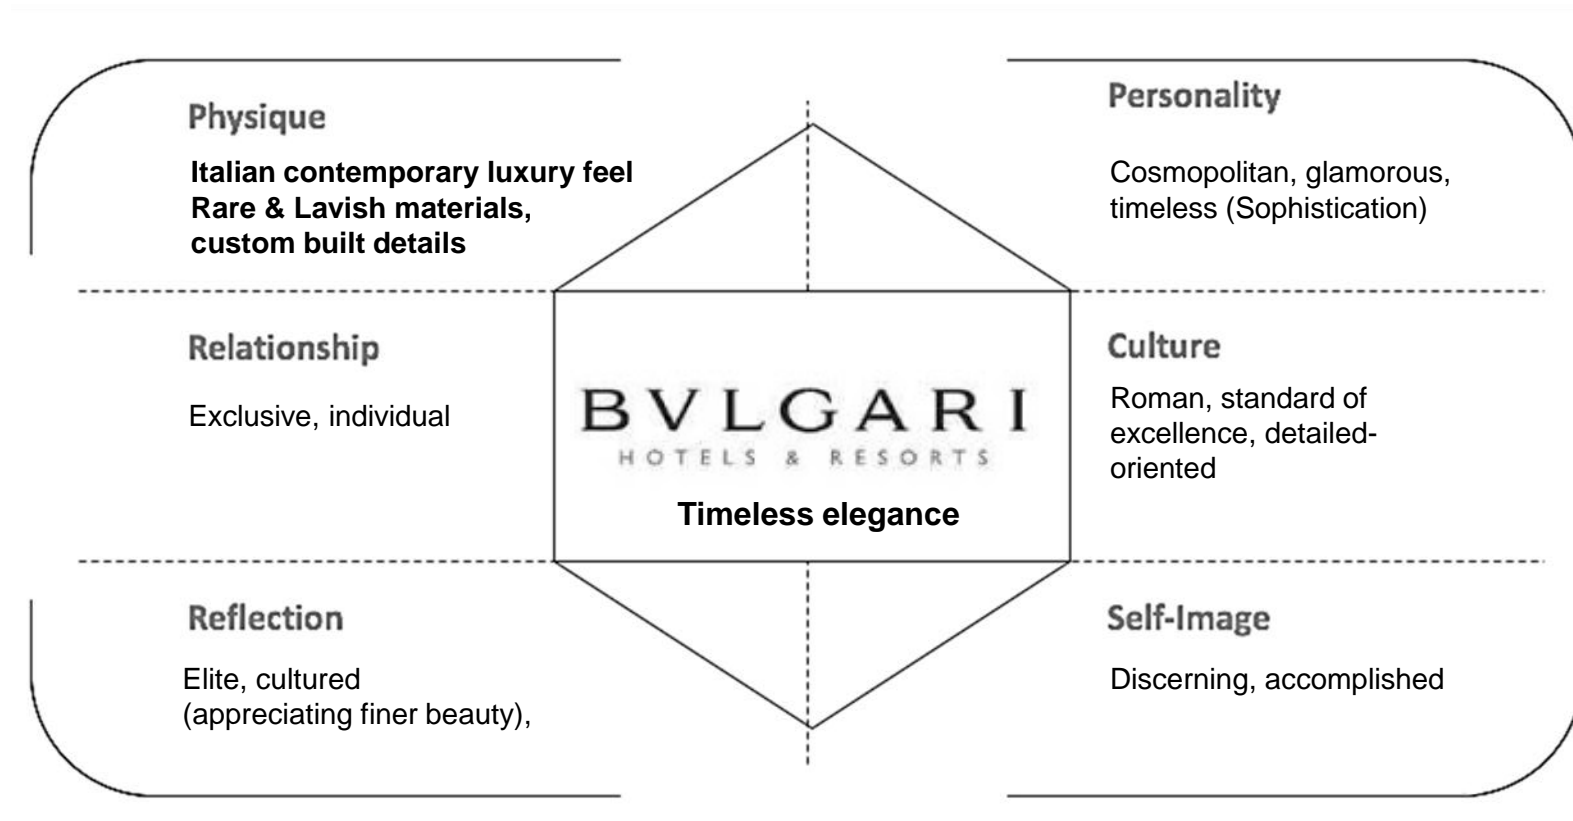 Physique
Italian contemporary luxury feel
Rare & Lavish materials,
custom built details
Personality
Cosmopolitan, glamorous,
timeless (Sophistication)
Relationship
Exclusive, individual
BVLGARI
HOTELS & RESORTS
Timeless elegance
Culture
Roman, standard of
excellence, detailed-
oriented
Reflection
Elite, cultured
(appreciating finer beauty),
Self-Image
Discerning, accomplished